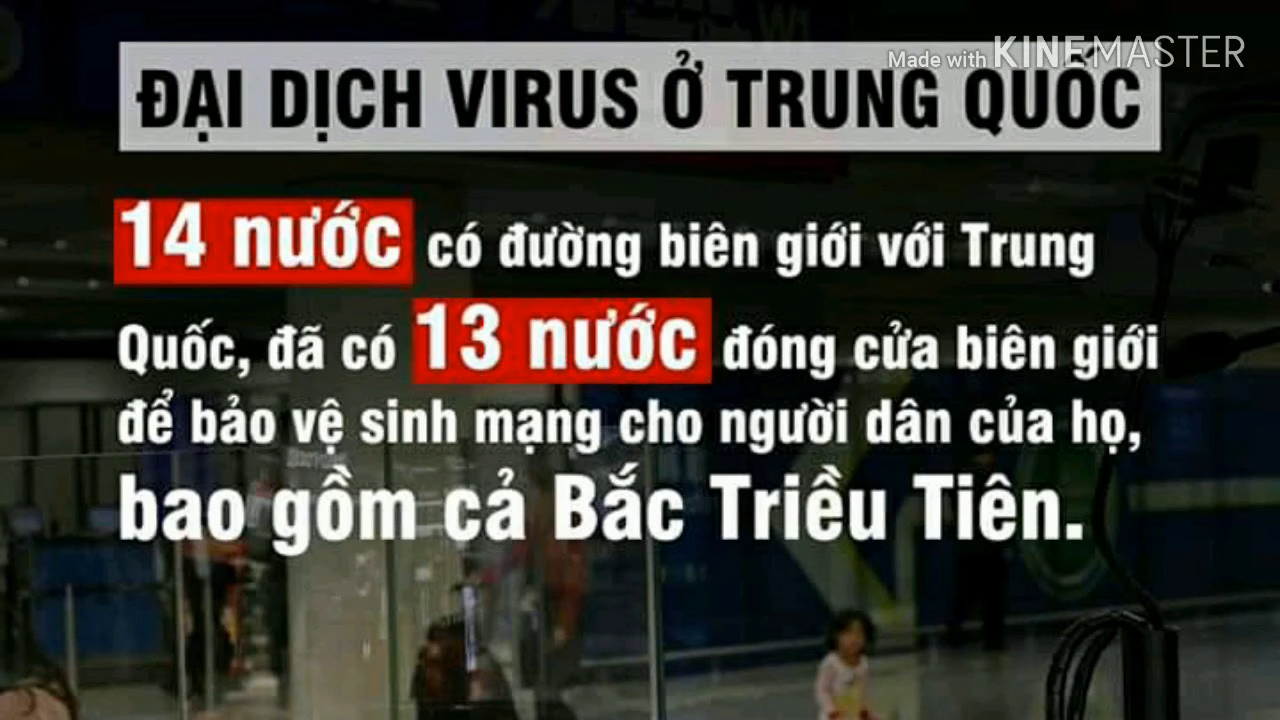 Made with KINEMASTER
ĐẠI DỊCH VIRUS Ở TRUNG QUỐC
14 nước có đường biên giới với Trung
Quốc, đã có 13 nước đóng cửa biên giới
để bảo vệ sinh mạng cho người dân của họ,
bao gồm cả Bắc Triều Tiên.